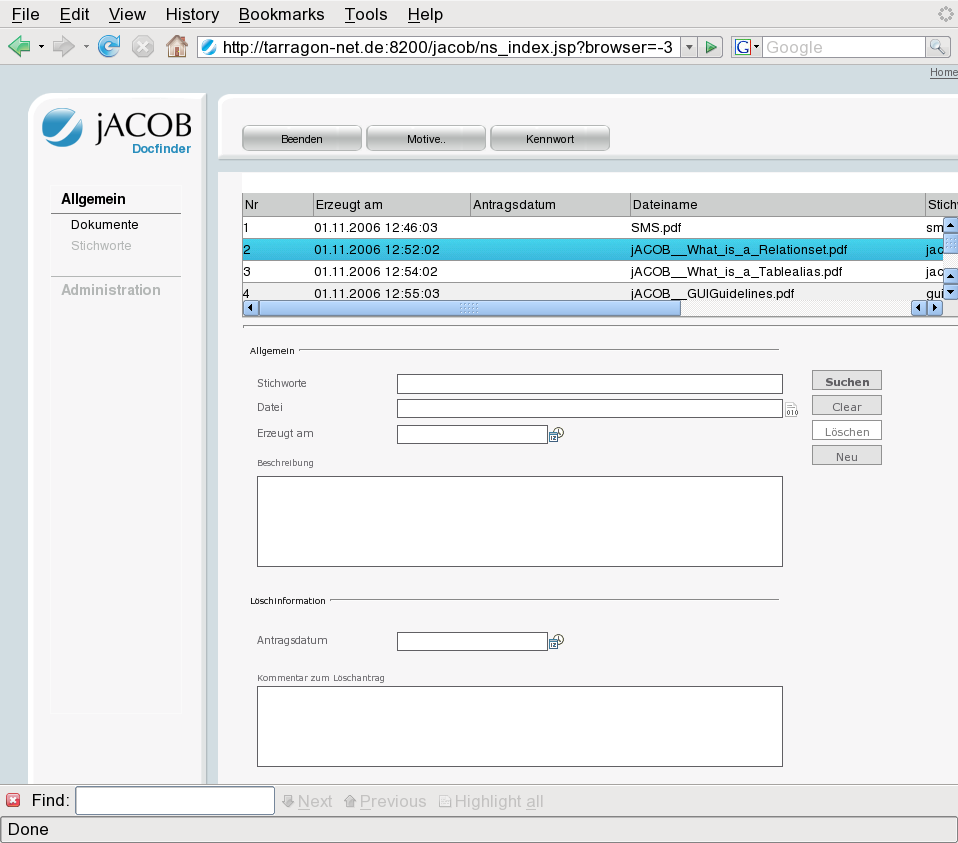 File Edit View History Bookmarks Tools Help
http://tarragon-net.de:8200/jacob/ns_index.jsp?browser=-3 G Google
Home
jACOB
Docfinder
Beenden Motive.. Kennwort
Allgemein
Dokumente
Stichworte
Administration
Nr Erzeugt am Antragsdatum Dateiname Stichw
1 01.11.2006 12:46:03 SMS.pdf sm
2 01.11.2006 12:52:02 jACOB__What_is_a_Relationset.pdf jac
3 01.11.2006 12:54:02 jACOB__What_is_a_Tablealias.pdf jac
4 01.11.2006 12:55:03 jACOB__GUIGuidelines.pdf gui
Allgemein
Stichworte Suchen
Datei 010 Clear
Erzeugt am 12 Löschen
Neu
Beschreibung
Löschinformation
Antragsdatum 12
Kommentar zum Löschantrag
Find: Next Previous Highlight all
Done